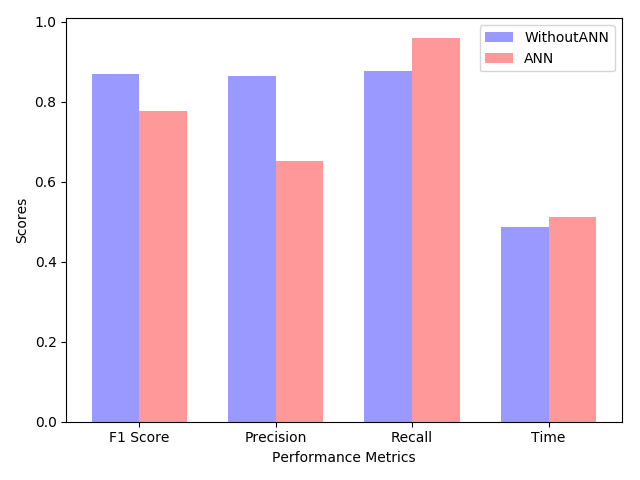 1.0
0.8
0.6
0.4
0.2
0.0
Scores
WithoutANN
ANN
F1 Score
Precision
Recall
Time
Performance Metrics